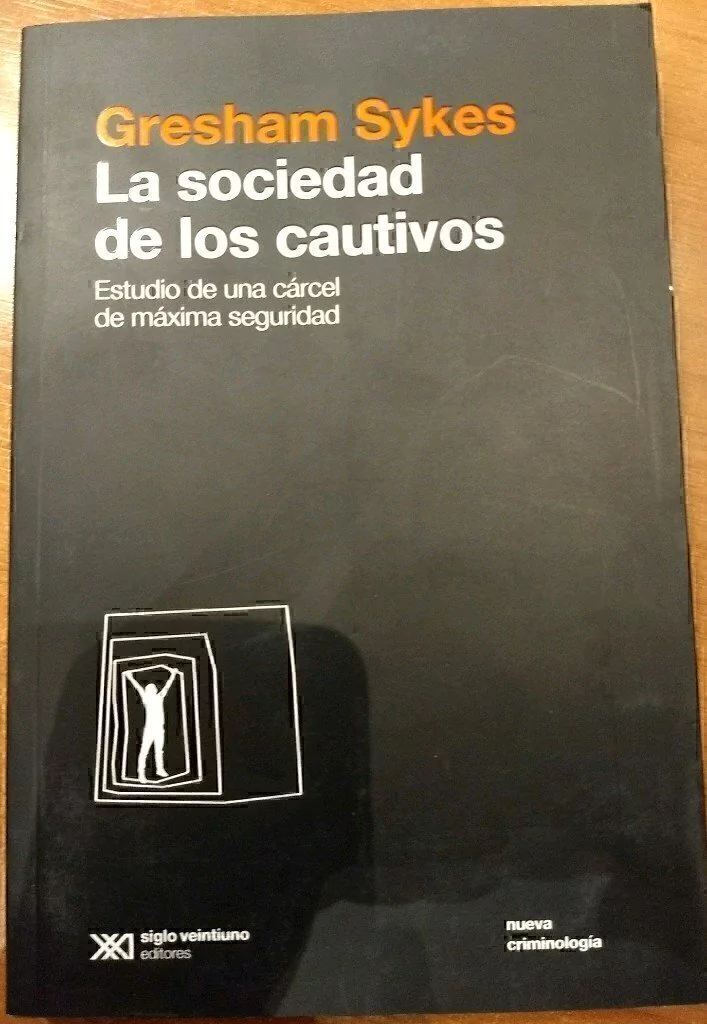 Gresham Sykes
La sociedad
de los cautivos
Estudio de una cárcel
de máxima seguridad
XXI siglo veintiuno
editores
nueva
criminología